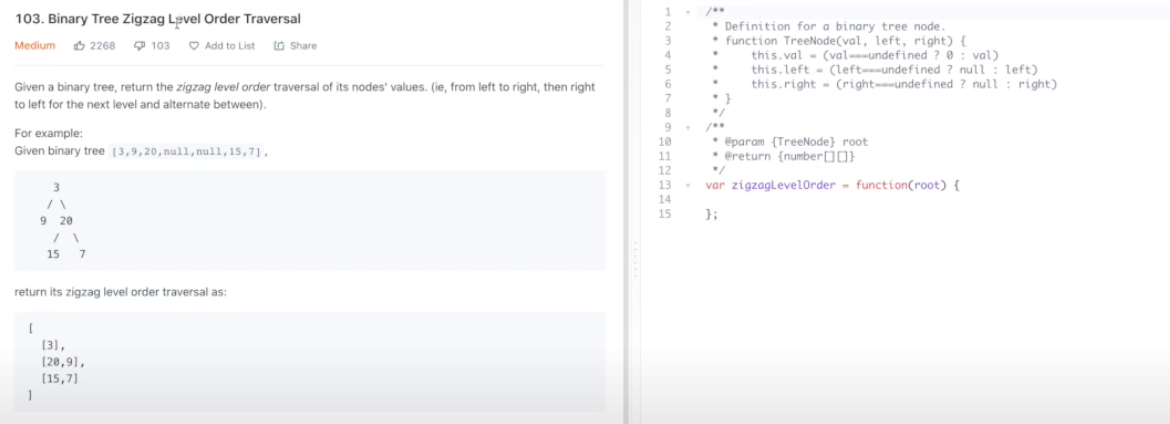 103. Binary Tree Zigzag Level Order Traversal
Medium 2268 103 Add to List Share
Given a binary tree, return the zigzag level order traversal of its nodes' values. (ie, from left to right, then right
to left for the next level and alternate between).
For example:
Given binary tree [3,9,20,null,null,15,7],
3
/ \
9 20
/ \
15 7
return its zigzag level order traversal as:
[
[3],
[20,9],
[15,7]
]
1 /**
2 * Definition for a binary tree node.
3 * function TreeNode(val, left, right) {
4 * this.val = (val===undefined ? 0 : val)
5 * this.left = (left===undefined ? null : left)
6 * this.right = (right===undefined ? null : right)
7 * }
8 */
9 /**
10 * @param {TreeNode} root
11 * @return {number[][]}
12 */
13 var zigzagLevelOrder = function(root) {
14
15 };